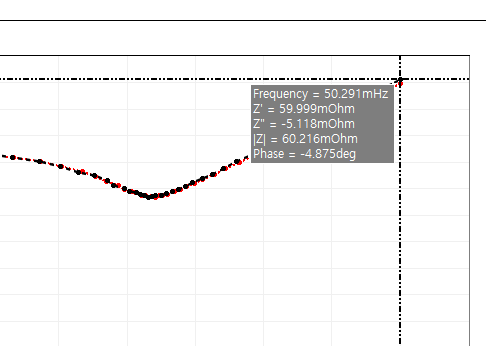 Frequency = 50.291mHz
Z' = 59.999mOhm
Z" = -5.118mOhm
|Z| = 60.216mOhm
Phase = -4.875deg